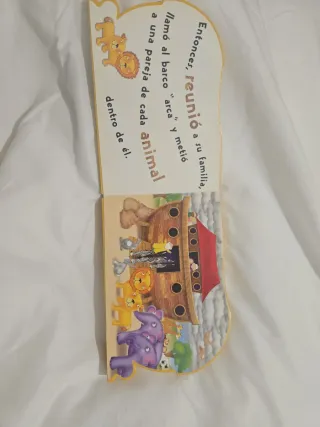 Entonces, reunió a su familia,
llamó al barco "arca" y metió
a una pareja de cada animal
dentro de él.